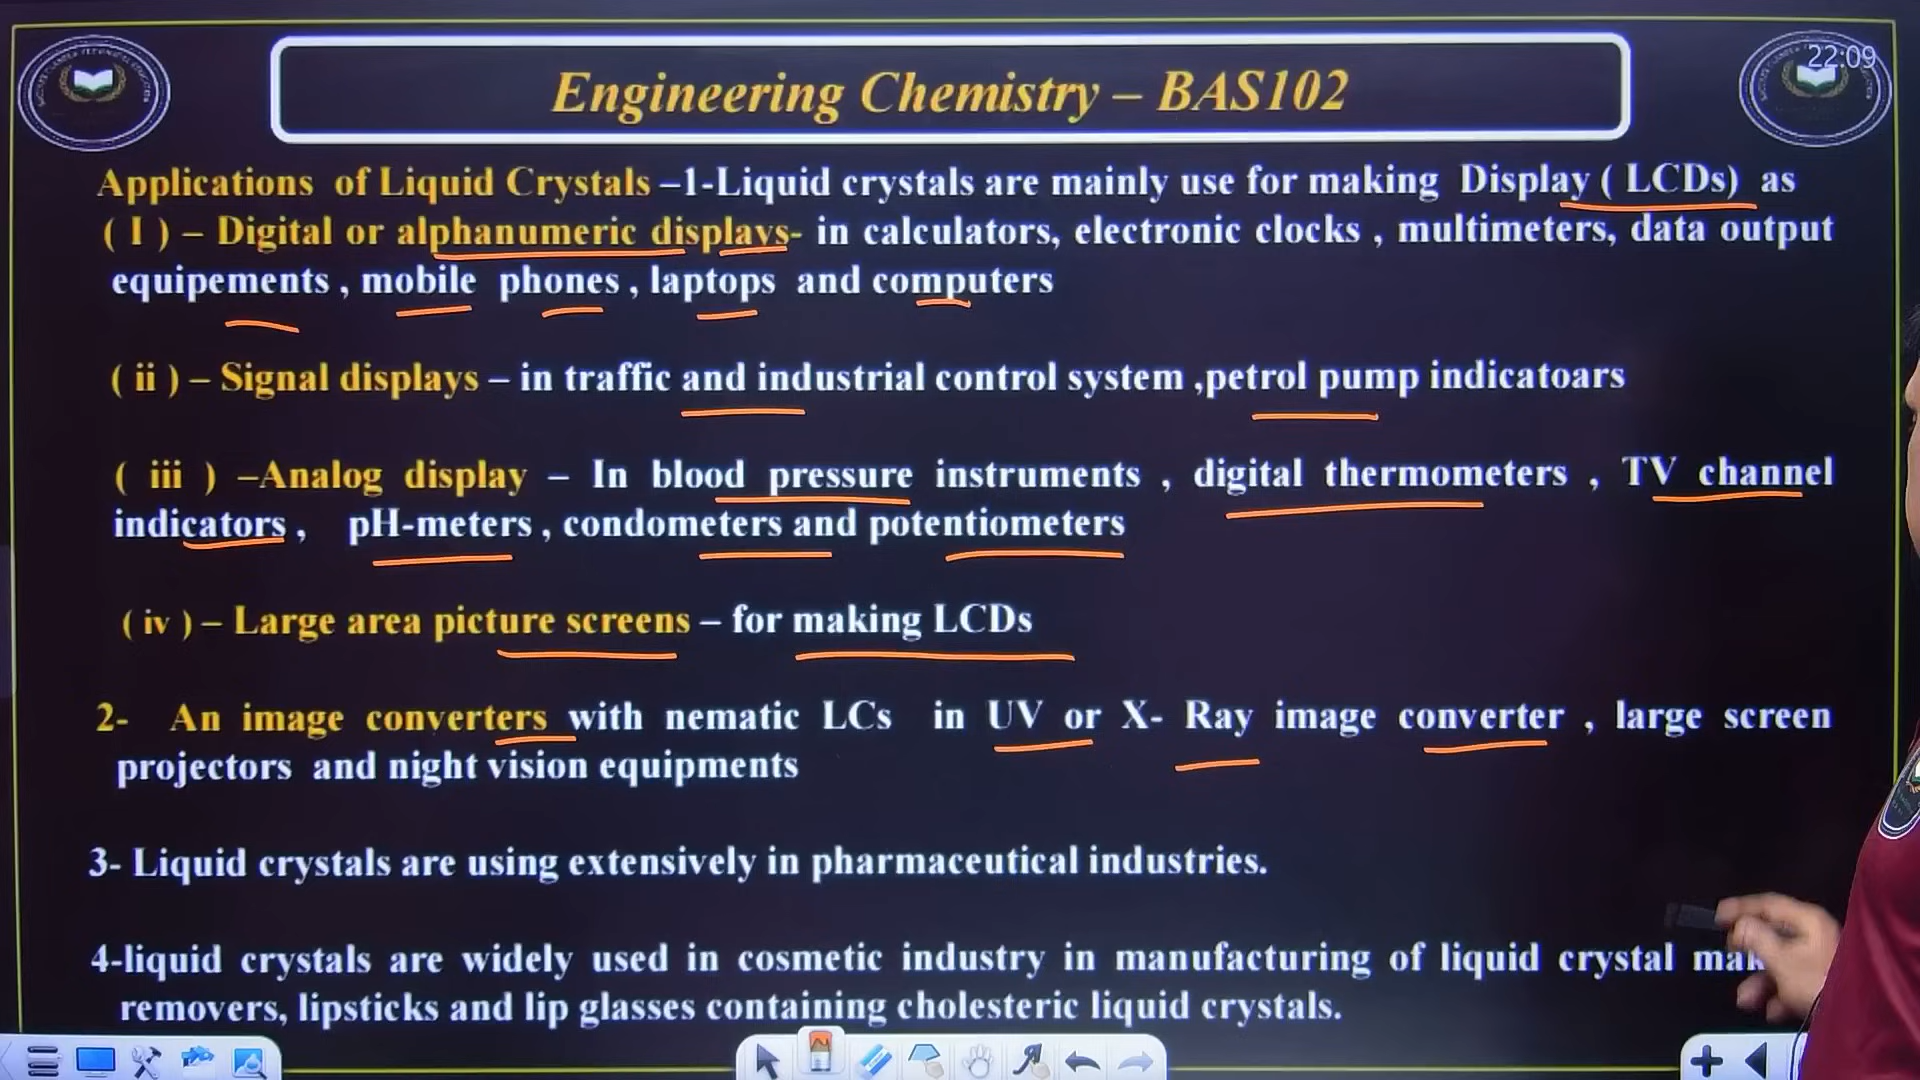 22:09
Engineering Chemistry – BAS102
Applications of Liquid Crystals –1-Liquid crystals are mainly use for making Display ( LCDs) as
( I ) – Digital or alphanumeric displays- in calculators, electronic clocks , multimeters, data output
equipements , mobile phones , laptops and computers
( ii ) – Signal displays – in traffic and industrial control system ,petrol pump indicatoars
( iii ) –Analog display – In blood pressure instruments , digital thermometers , TV channel
indicators , pH-meters , condometers and potentiometers
( iv ) – Large area picture screens – for making LCDs
2- An image converters with nematic LCs in UV or X- Ray image converter , large screen
projectors and night vision equipments
3- Liquid crystals are using extensively in pharmaceutical industries.
4-liquid crystals are widely used in cosmetic industry in manufacturing of liquid crystal
removers, lipsticks and lip glasses containing cholesteric liquid crystals.